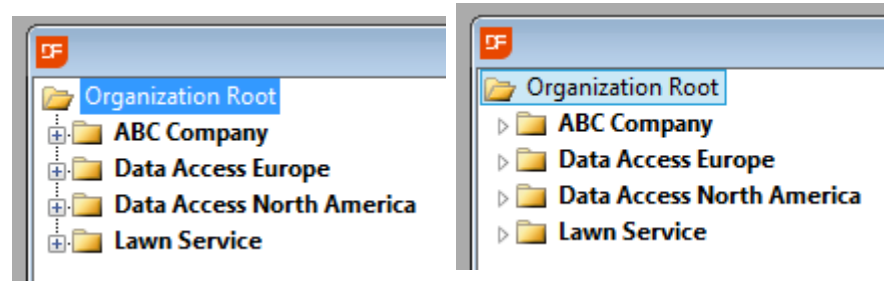 DF
Organization Root
ABC Company
Data Access Europe
Data Access North America
Lawn Service
DF
Organization Root
ABC Company
Data Access Europe
Data Access North America
Lawn Service